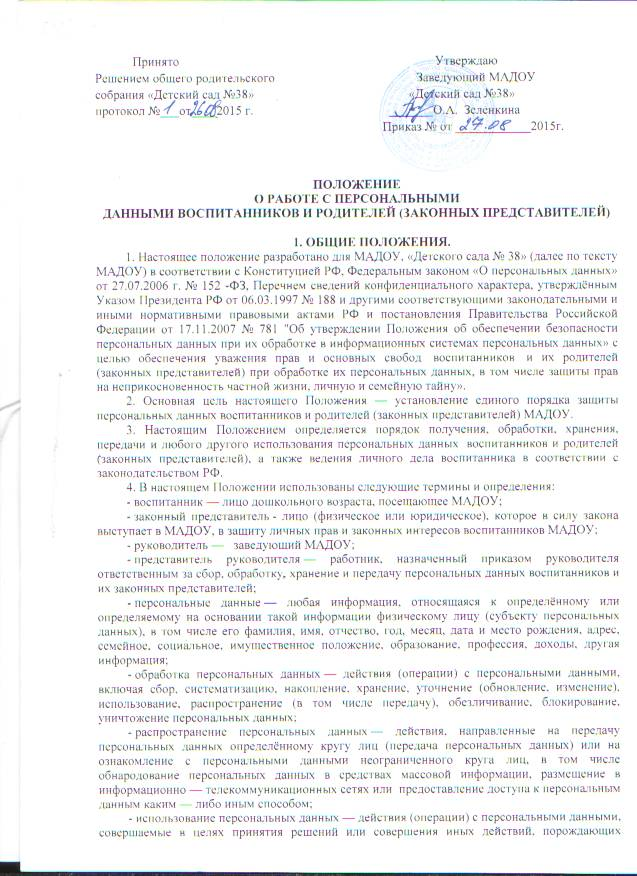 Принято Утверждаю
Решением общего родительского Заведующий МАДОУ
собрания «Детский сад №38» «Детский сад №38»
протокол № 1 от 26.08 2015 г. О.А. Зеленкина
Приказ № от 27.08 2015г.
ПОЛОЖЕНИЕ
О РАБОТЕ С ПЕРСОНАЛЬНЫМИ
ДАННЫМИ ВОСПИТАННИКОВ И РОДИТЕЛЕЙ (ЗАКОННЫХ ПРЕДСТАВИТЕЛЕЙ)
1. ОБЩИЕ ПОЛОЖЕНИЯ.
1. Настоящее положение разработано для МАДОУ, «Детского сада № 38» (далее по тексту
МАДОУ) в соответствии с Конституцией РФ, Федеральным законом «О персональных данных»
от 27.07.2006 г. № 152 -ФЗ, Перечнем сведений конфиденциального характера, утверждённым
Указом Президента РФ от 06.03.1997 № 188 и другими соответствующими законодательными и
иными нормативными правовыми актами РФ и постановления Правительства Российской
Федерации от 17.11.2007 № 781 "Об утверждении Положения об обеспечении безопасности
персональных данных при их обработке в информационных системах персональных данных» с
целью обеспечения уважения прав и основных свобод воспитанников и их родителей
(законных представителей) при обработке их персональных данных, в том числе защиты прав
на неприкосновенность частной жизни, личную и семейную тайну».
2. Основная цель настоящего Положения — установление единого порядка защиты
персональных данных воспитанников и родителей (законных представителей) МАДОУ.
3. Настоящим Положением определяется порядок получения, обработки, хранения,
передачи и любого другого использования персональных данных воспитанников и родителей
(законных представителей), а также ведения личного дела воспитанника в соответствии с
законодательством РФ.
4. В настоящем Положении использованы следующие термины и определения:
- воспитанник — лицо дошкольного возраста, посещающее МАДОУ;
- законный представитель - лицо (физическое или юридическое), которое в силу закона
выступает в МАДОУ, в защиту личных прав и законных интересов воспитанников МАДОУ;
- руководитель — заведующий МАДОУ;
- представитель руководителя — работник, назначенный приказом руководителя
ответственным за сбор, обработку, хранение и передачу персональных данных воспитанников и
их законных представителей;
- персональные данные — любая информация, относящаяся к определённому или
определяемому на основании такой информации физическому лицу (субъекту персональных
данных), в том числе его фамилия, имя, отчество, год, месяц, дата и место рождения, адрес,
семейное, социальное, имущественное положение, образование, профессия, доходы, другая
информация;
- обработка персональных данных — действия (операции) с персональными данными,
включая сбор, систематизацию, накопление, хранение, уточнение (обновление, изменение),
использование, распространение (в том числе передачу), обезличивание, блокирование,
уничтожение персональных данных;
- распространение персональных данных — действия, направленные на передачу
персональных данных определённому кругу лиц (передача персональных данных) или на
ознакомление с персональными данными неограниченного круга лиц, в том числе
обнародование персональных данных в средствах массовой информации, размещение в
информационно — телекоммуникационных сетях или предоставление доступа к персональным
данным каким — либо иным способом;
- использование персональных данных — действия (операции) с персональными данными,
совершаемые в целях принятия решений или совершения иных действий, порождающих